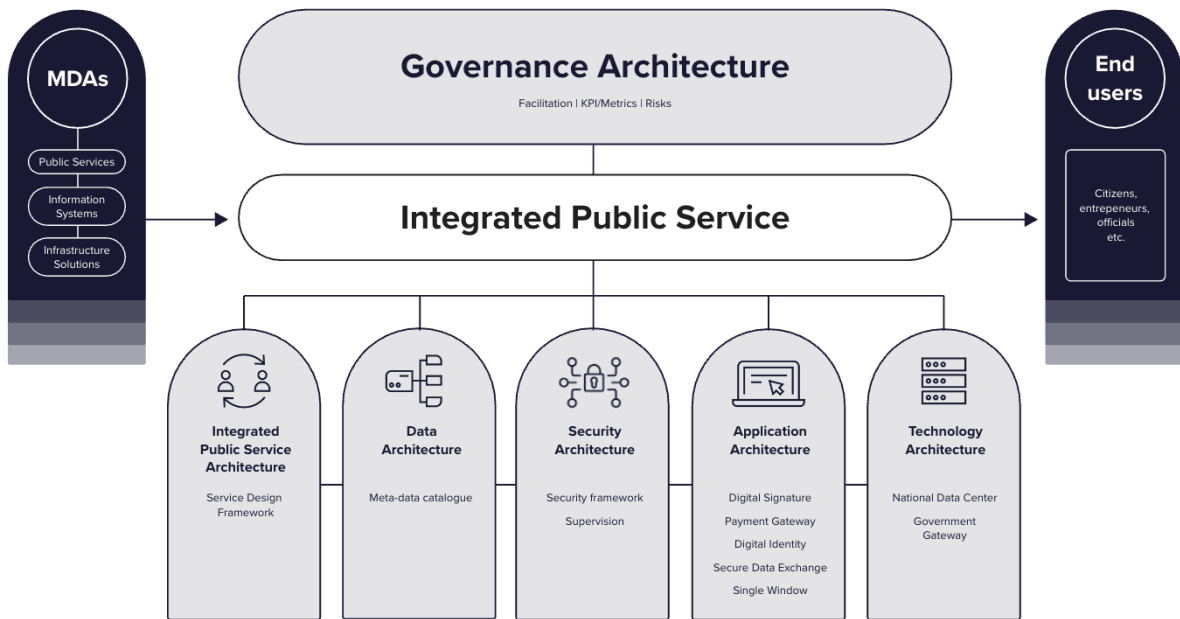 MDAs
Public Services
Information
Systems
Infrastructure
Solutions
Governance Architecture
Facilitation | KPI/Metrics | Risks
Integrated Public Service
End
users
Citizens,
entrepeneurs,
officials
etc.
Integrated
Public Service
Architecture
Service Design
Framework
Data
Architecture
Meta-data catalogue
Security
Architecture
Security framework
Supervision
Application
Architecture
Digital Signature
Payment Gateway
Digital Identity
Secure Data Exchange
Single Window
Technology
Architecture
National Data Center
Government
Gateway